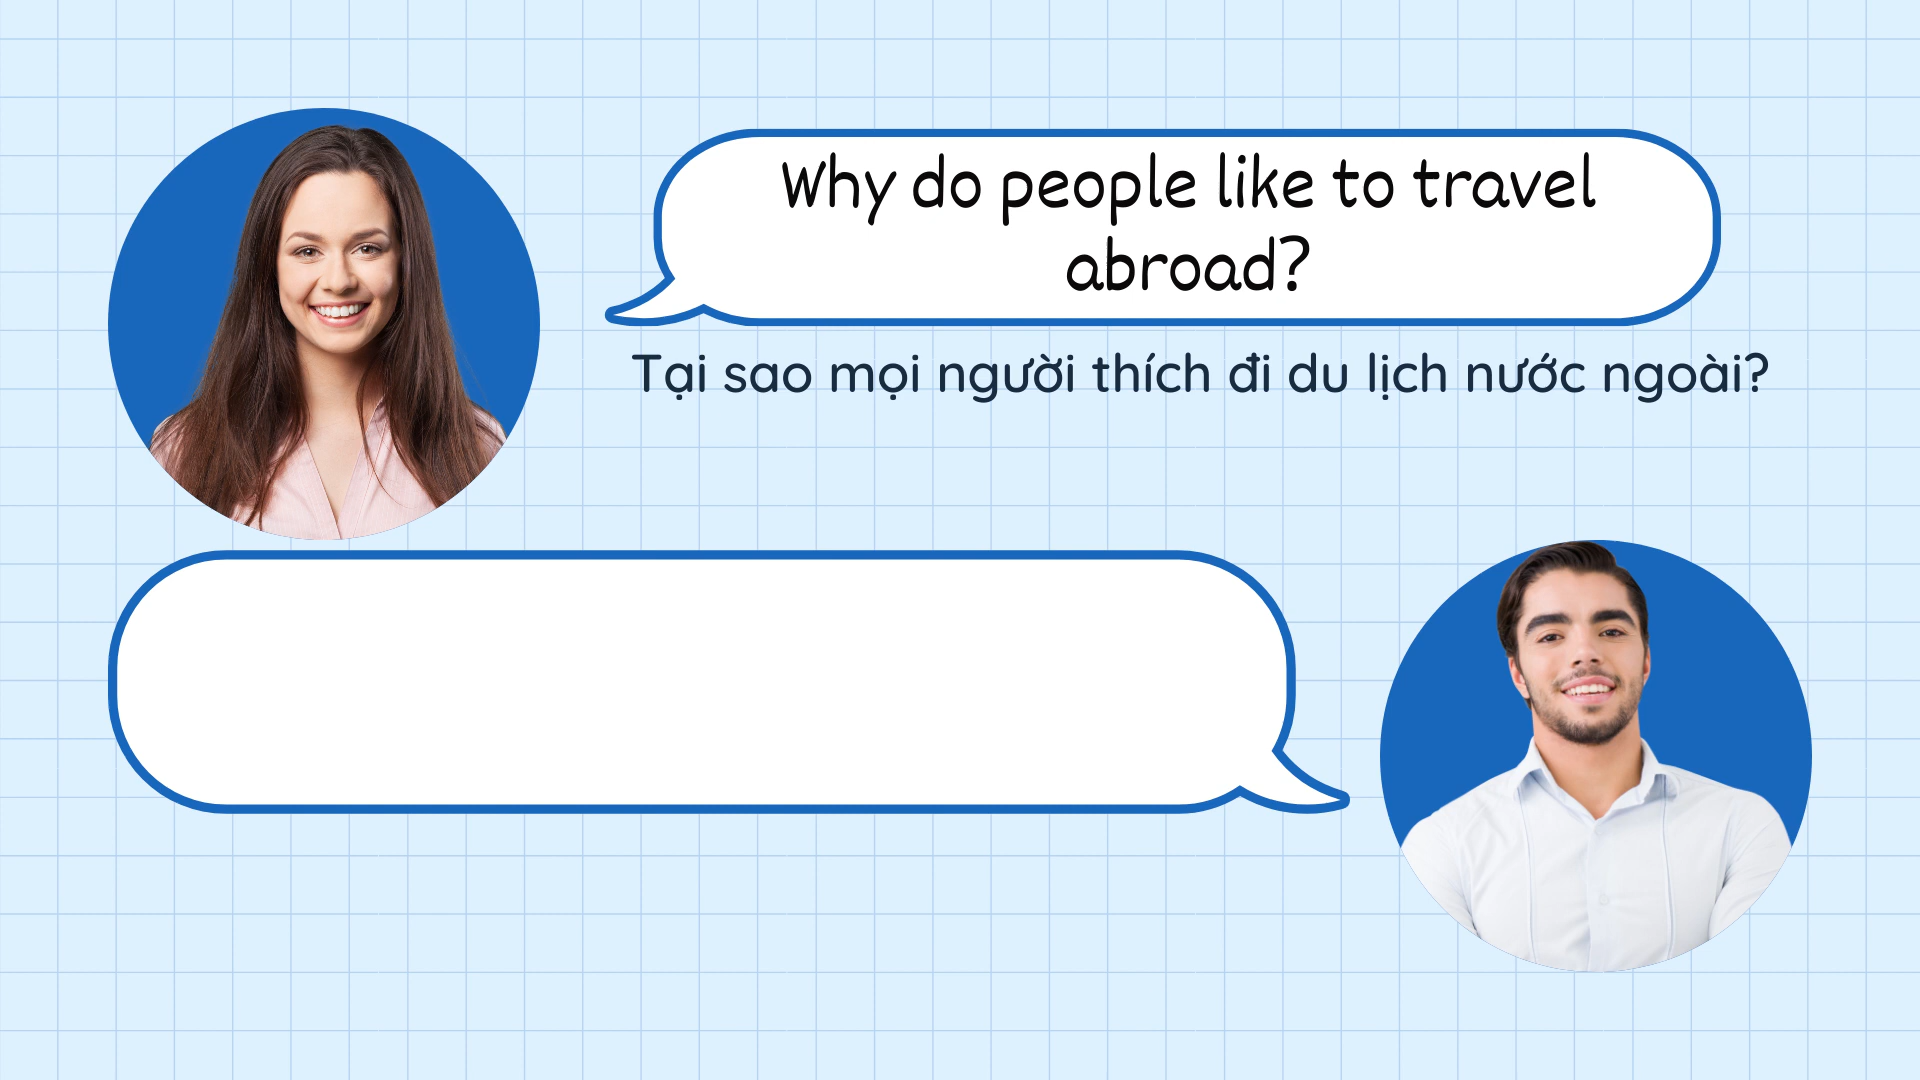 Why do people like to travel
abroad?
Tại sao mọi người thích đi du lịch nước ngoài?